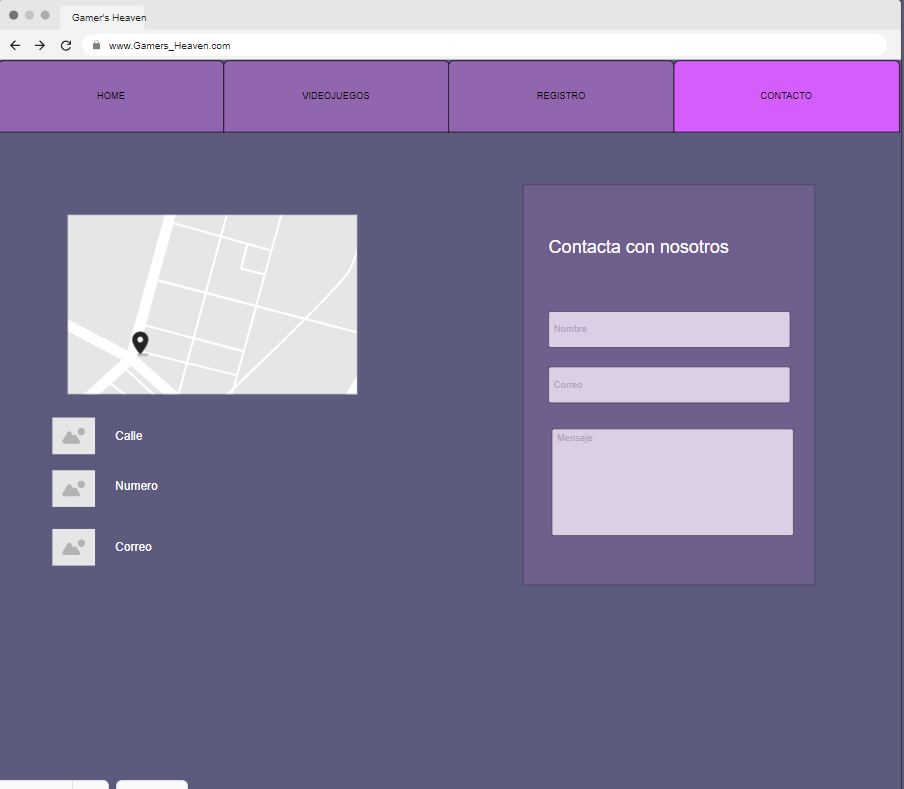 Gamer's Heaven
www.Gamers_Heaven.com
HOME
VIDEOJUEGOS
REGISTRO
CONTACTO
Contacta con nosotros
Nombre
Correo
Mensaje
Calle
Numero
Correo